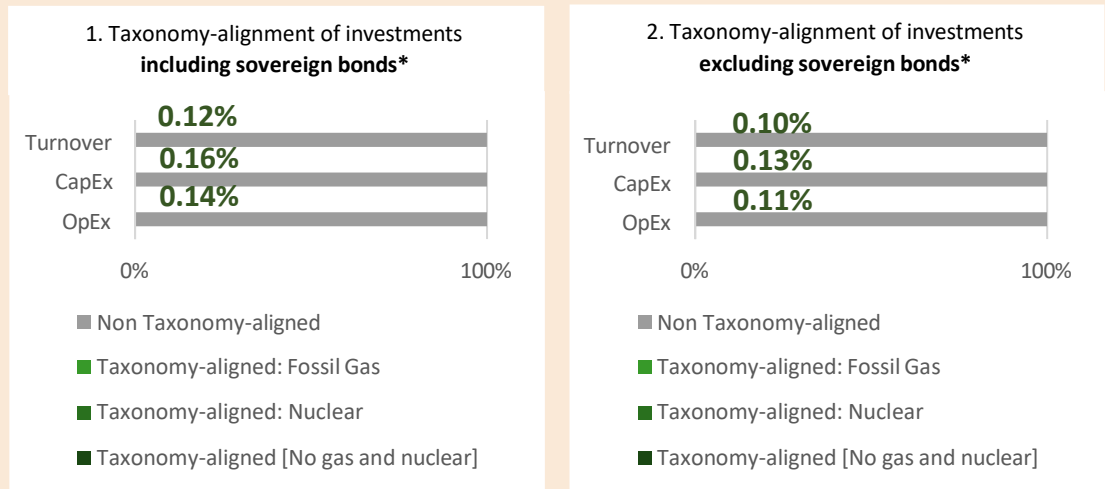 1. Taxonomy-alignment of investments
including sovereign bonds*
0.12%
Turnover
0.16%
CapEx
0.14%
OpEx
0%
100%
Non Taxonomy-aligned
Taxonomy-aligned: Fossil Gas
Taxonomy-aligned: Nuclear
Taxonomy-aligned [No gas and nuclear]
2. Taxonomy-alignment of investments
excluding sovereign bonds*
0.10%
Turnover
0.13%
CapEx
0.11%
OpEx
0%
100%
Non Taxonomy-aligned
Taxonomy-aligned: Fossil Gas
Taxonomy-aligned: Nuclear
Taxonomy-aligned [No gas and nuclear]